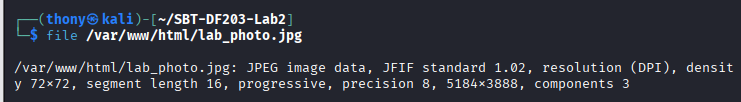 ┌──(thony㉿kali)-[~/SBT-DF203-Lab2]
└─$ file /var/www/html/lab_photo.jpg
/var/www/html/lab_photo.jpg: JPEG image data, JFIF standard 1.02, resolution (DPI), densit
y 72×72, segment length 16, progressive, precision 8, 5184×3888, components 3